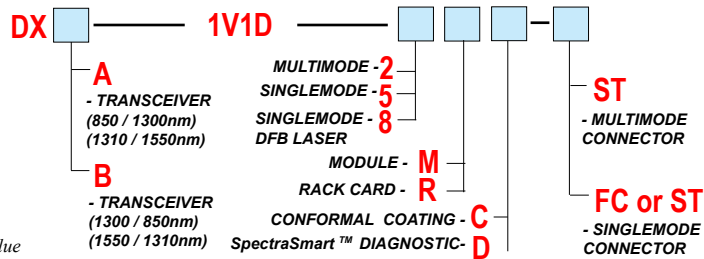 DX — 1V1D —
A
- TRANSCEIVER
(850 / 1300nm)
(1310 / 1550nm)
B
- TRANSCEIVER
(1300 / 850nm)
(1550 / 1310nm)
MULTIMODE - 2
SINGLEMODE - 5
SINGLEMODE - 8
DFB LASER
MODULE - M
RACK CARD - R
CONFORMAL COATING - C
SpectraSmart ™ DIAGNOSTIC- D
ST
- MULTIMODE
CONNECTOR
FC or ST
- SINGLEMODE
CONNECTOR